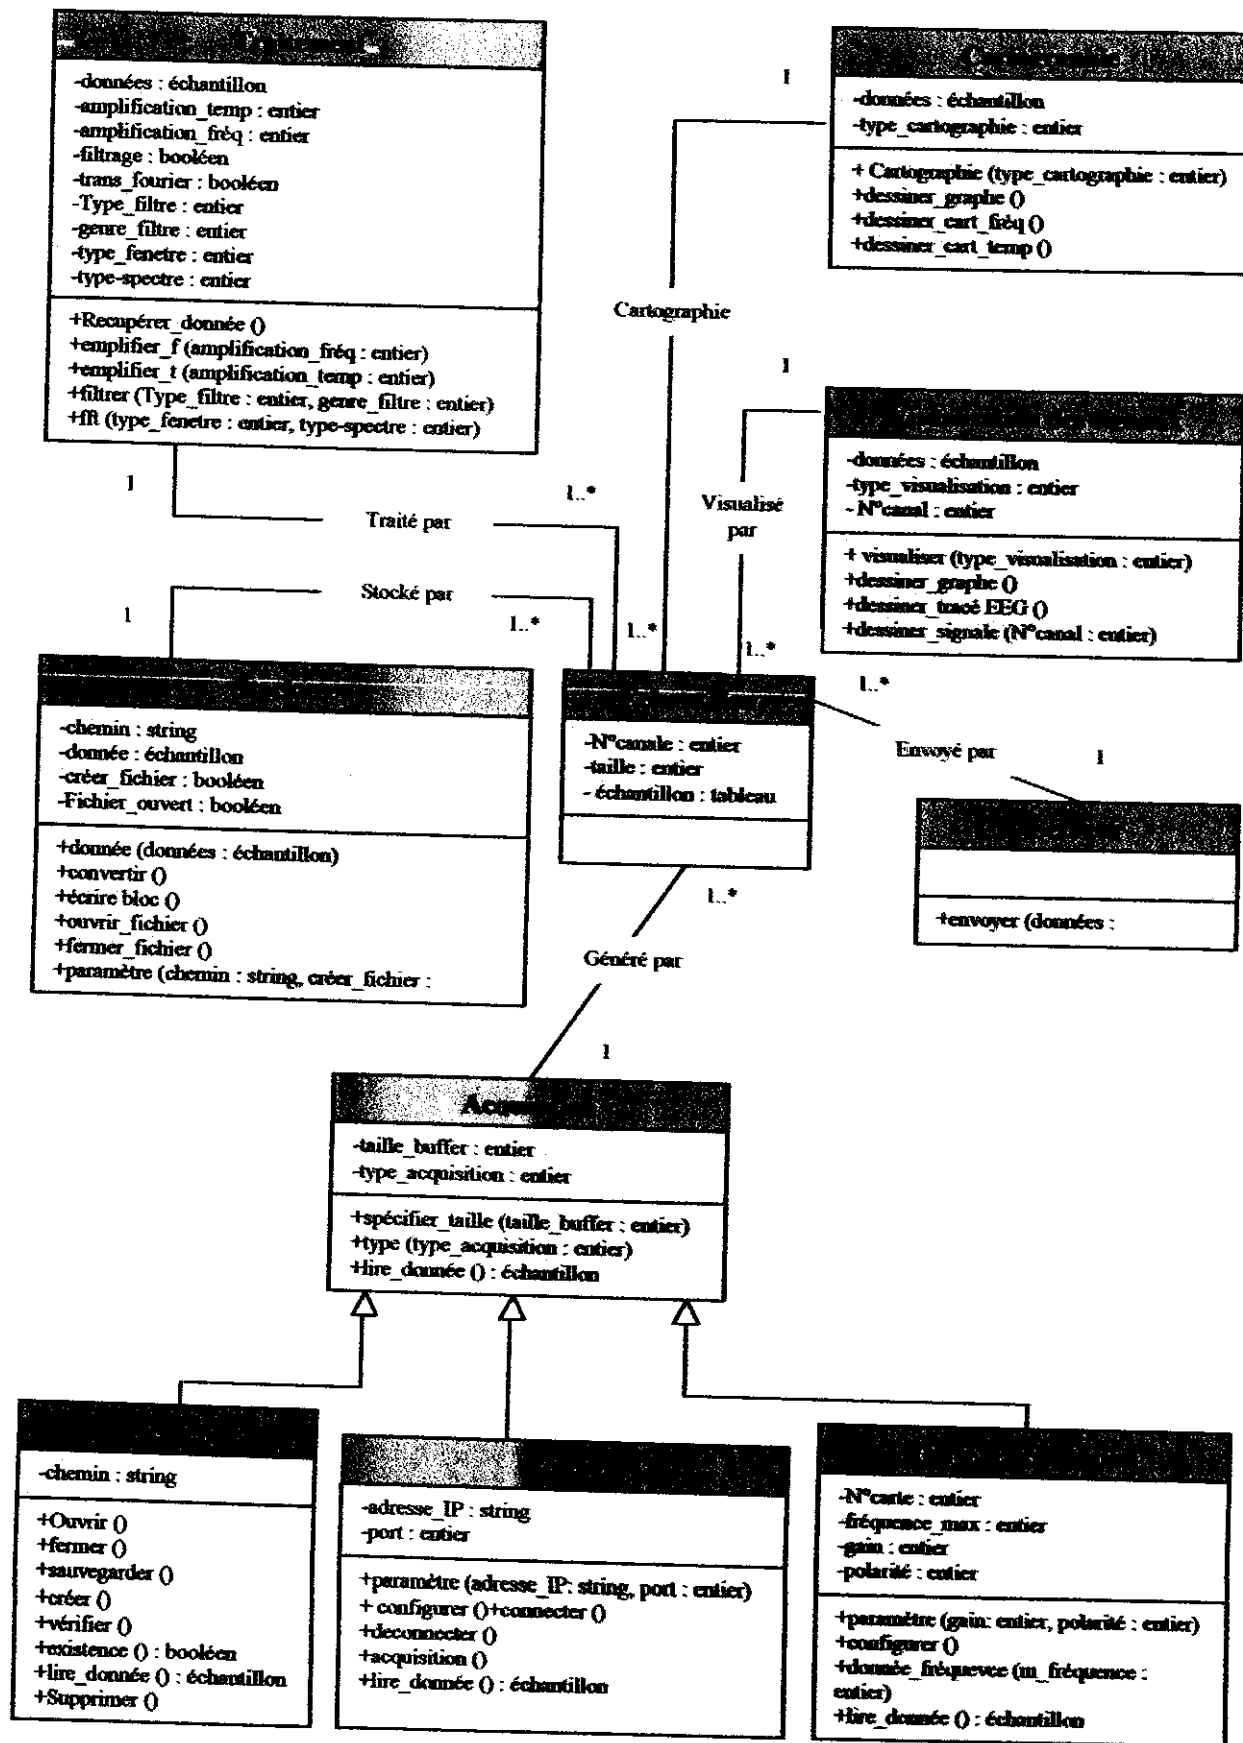 -données : échantillon
-amplification_temp : entier
-amplification_fréq : entier
-filtrage : booléen
-trans_fourier : booléen
-Type_filtre : entier
-genre_filtre : entier
-type_fenetre : entier
-type-spectre : entier
+Recupérer_donnée ()
+emplifier_f (amplification_fréq : entier)
+emplifier_t (amplification_temp : entier)
+filtrer (Type_filtre : entier, genre_filtre : entier)
+fft (type_fenetre : entier, type-spectre : entier)
1
Cartographie
-données : échantillon
-type_cartographie : entier
+ Cartographie (type_cartographie : entier)
+dessiner_graphe ()
+dessiner_cart_fréq ()
+dessiner_cart_temp ()
Cartographie
1
-données : échantillon
-type_visualisation : entier
- N°canal : entier
+ visualiser (type_visualisation : entier)
+dessiner_graphe ()
+dessiner_tracé EEG ()
+dessiner_signale (N°canal : entier)
Visualisé
par
1
1..*
Traité par
Stocké par
1
1..*
1..*
1..*
1..*
-chemin : string
-donnée : échantillon
-créer_fichier : booléen
-Fichier_ouvert : booléen
+donnée (données : échantillon)
+convertir ()
+écrire bloc ()
+ouvrir_fichier ()
+fermer_fichier ()
+paramètre (chemin : string, créer_fichier :
-N°canale : entier
-taille : entier
- échantillon : tableau
Envoyé par
1
+envoyer (données :
1..*
Généré par
1
-taille_buffer : entier
-type_acquisition : entier
+spécifier_taille (taille_buffer : entier)
+type (type_acquisition : entier)
+lire_donnée () : échantillon
-chemin : string
+Ouvrir ()
+fermer ()
+sauvegarder ()
+créer ()
+vérifier ()
+existence () : booléen
+lire_donnée () : échantillon
+Supprimer ()
-adresse_IP : string
-port : entier
+paramètre (adresse_IP: string, port : entier)
+ configurer ()+connecter ()
+deconnecter ()
+acquisition ()
+lire_donnée () : échantillon
-N°carte : entier
-fréquence_max : entier
-gain : entier
-polarité : entier
+paramètre (gain: entier, polarité : entier)
+configurer ()
+donnée_fréquevce (m_fréquence :
entier)
+lire_donnée () : échantillon